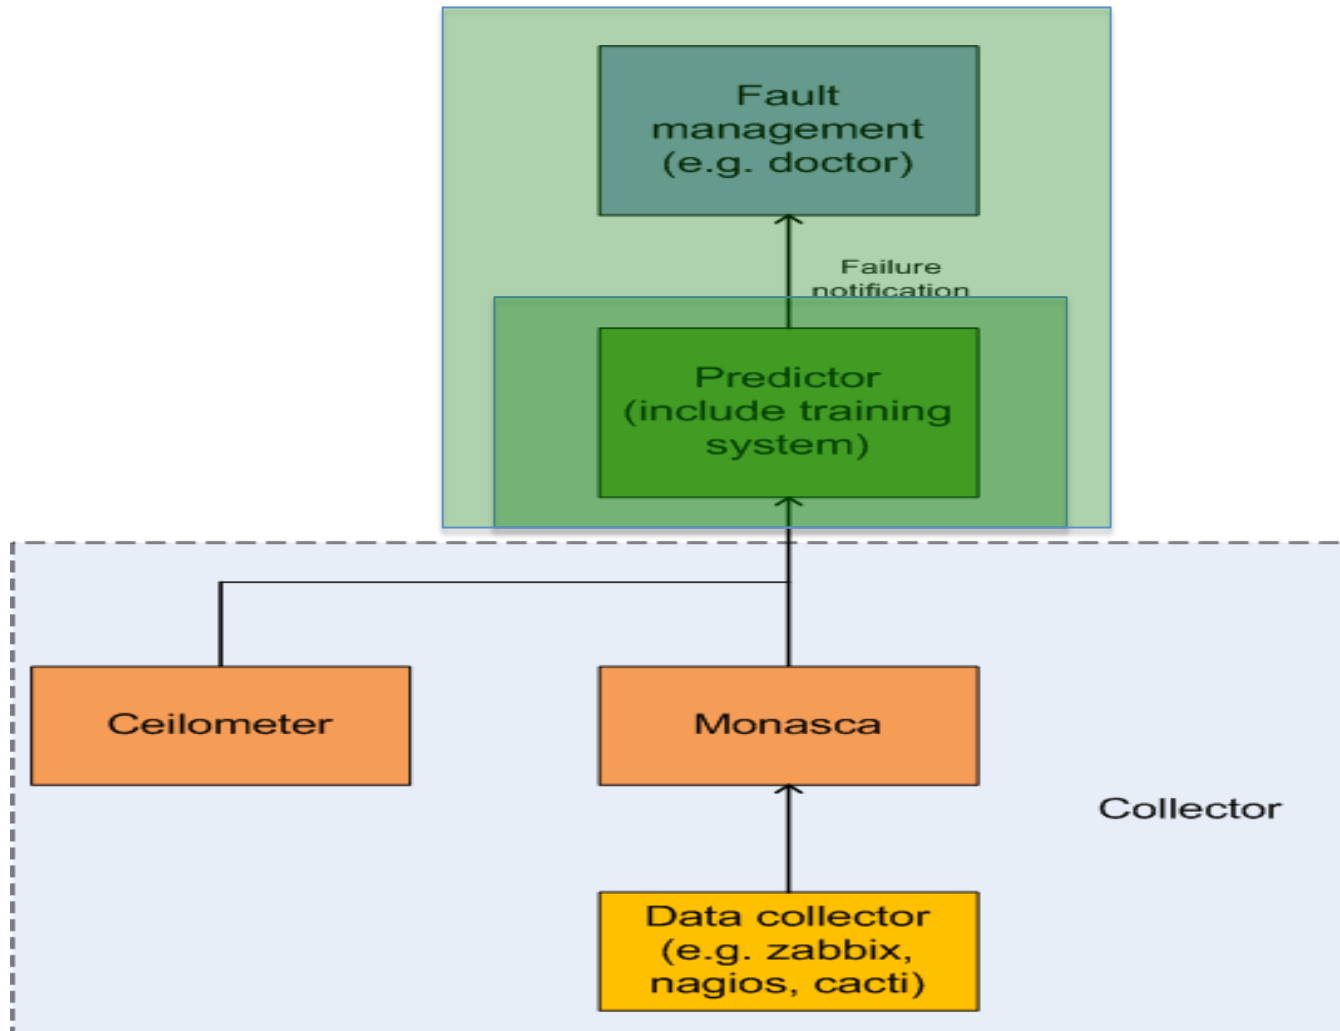 Fault
management
(e.g. doctor)
Failure
notification
Predictor
(include training
system)
Ceilometer
Monasca
Collector
Data collector
(e.g. zabbix,
nagios, cacti)